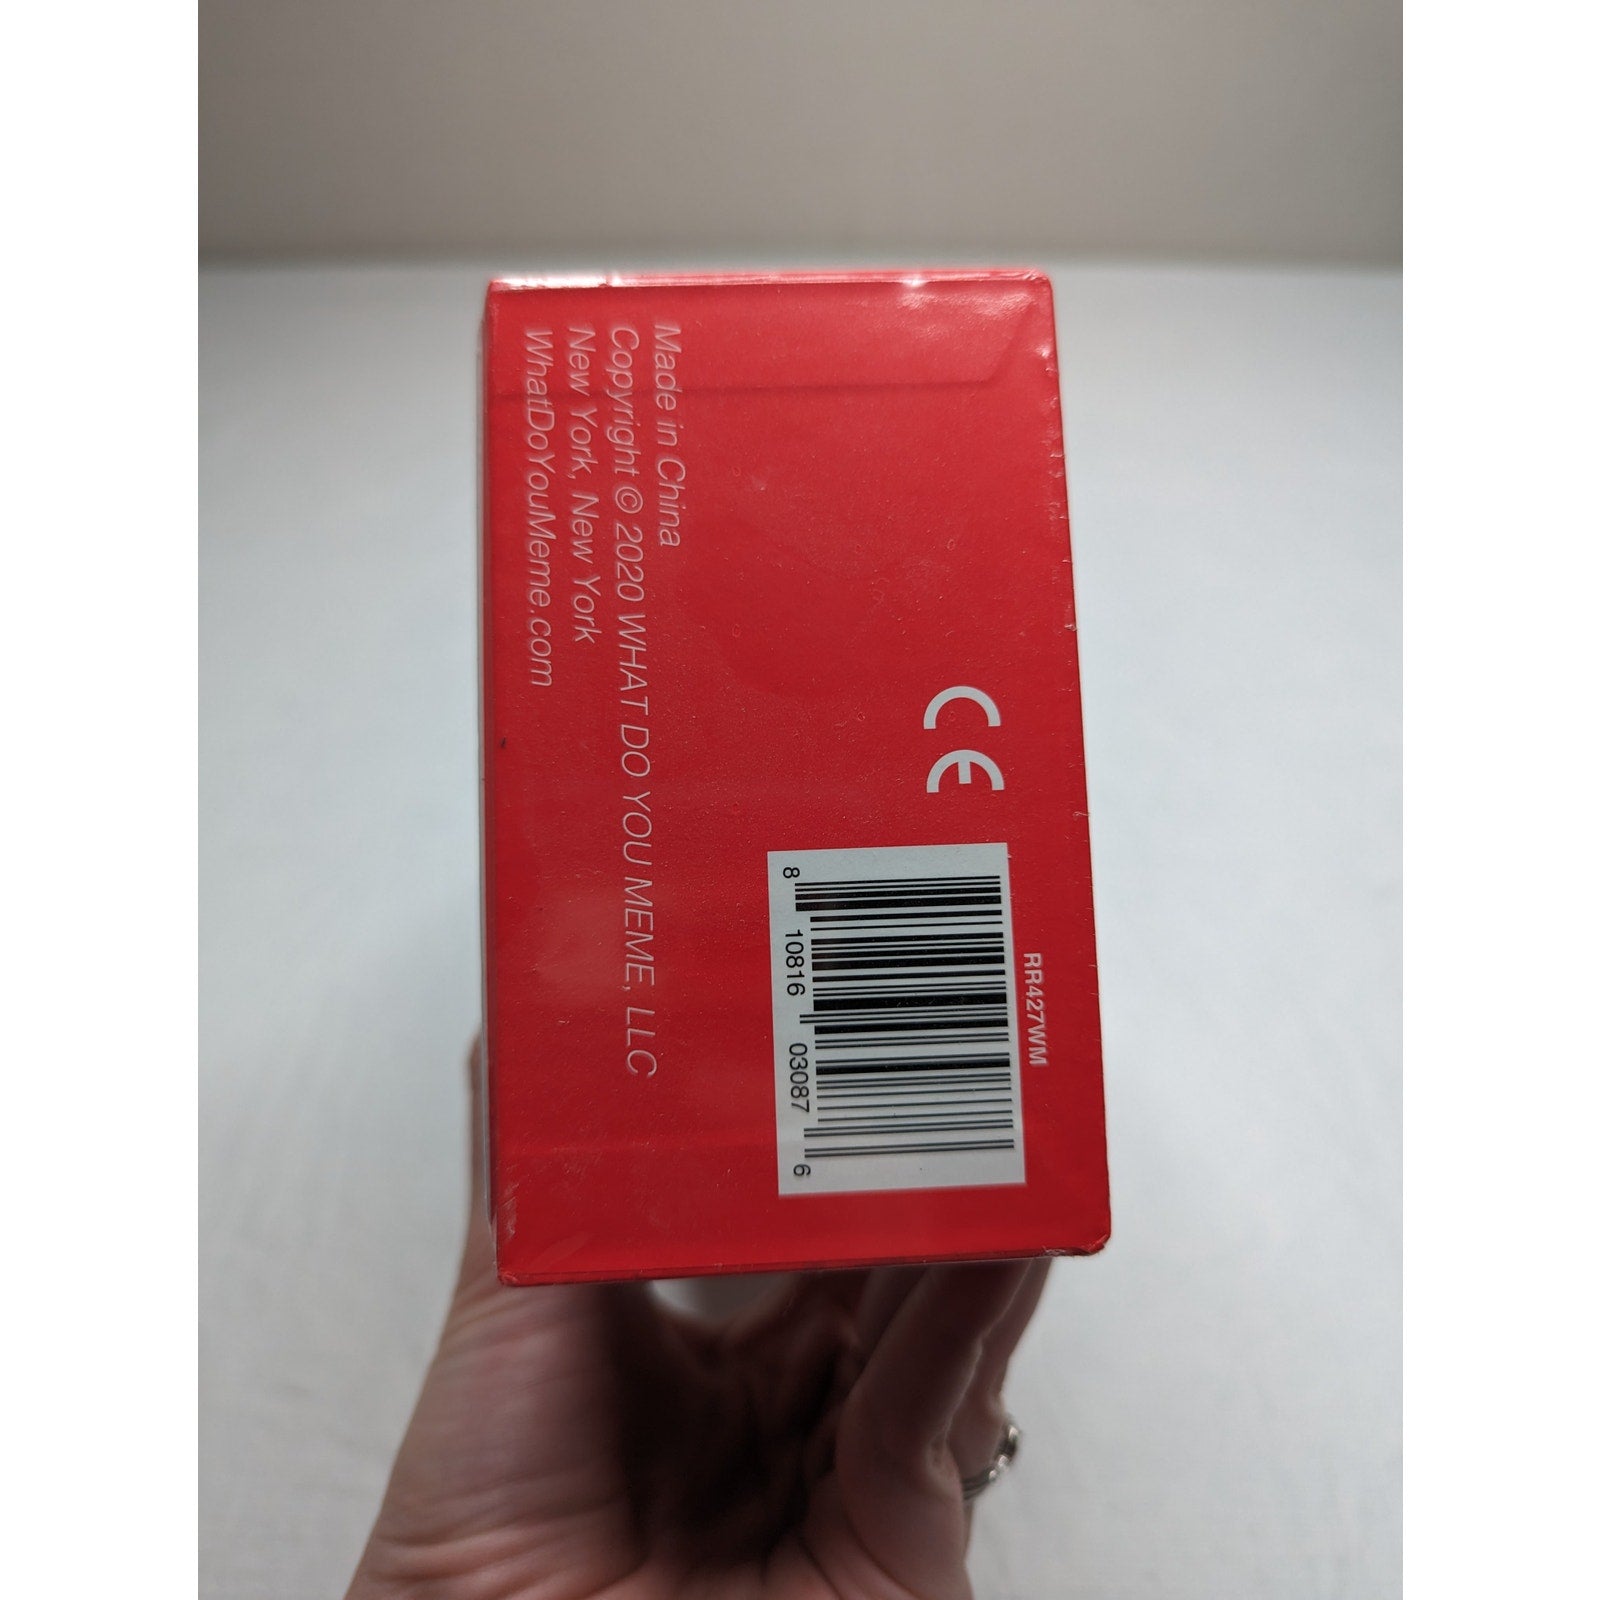 RR427WM
8 10816 03087 6
CE
Made in China
Copyright © 2020 WHAT DO YOU MEME, LLC
New York, New York
WhatDoYouMeme.com